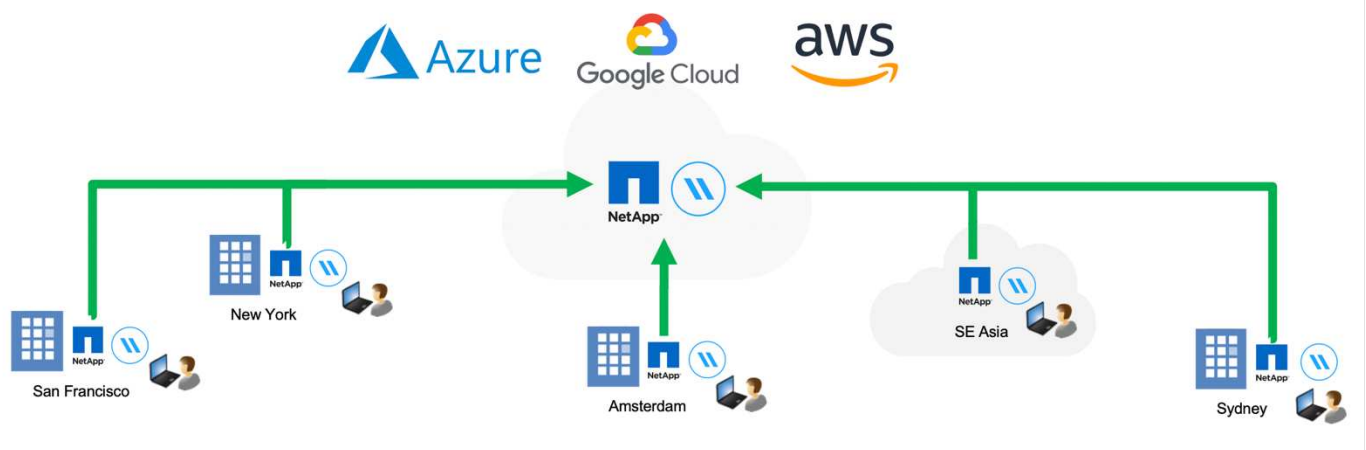 Azure
Google Cloud
aws
NetApp
NetApp
New York
NetApp
SE Asia
NetApp
San Francisco
NetApp
Amsterdam
NetApp
Sydney